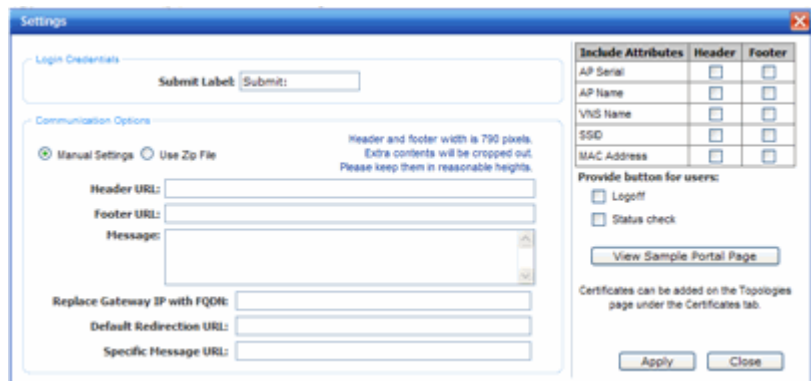 Settings
Login Credentials
Submit Label: Submit:
Communication Options
Header and footer width is 790 pixels.
Extra contents will be cropped out.
Please keep them in reasonable heights.
Manual Settings Use Zip File
Header URL:
Footer URL:
Message:
Replace Gateway IP with FQDN:
Default Redirection URL:
Specific Message URL:
Include Attributes Header Footer
AP Serial
AP Name
VNS Name
SSID
MAC Address
Provide button for users:
Logoff
Status check
View Sample Portal Page
Certificates can be added on the Topologies
page under the Certificates tab.
Apply Close